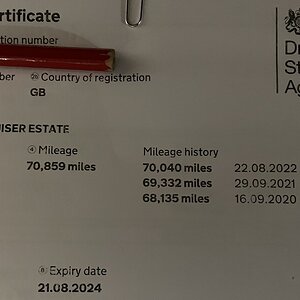 rtificate
tion number
ber ⑳ Country of registration
GB
Dr
St
Ag
ISER ESTATE
④ Mileage
70,859 miles
Mileage history
70,040 miles 22.08.2022
69,332 miles 29.09.2021
68,135 miles 16.09.2020
⑧ Expiry date
21.08.2024